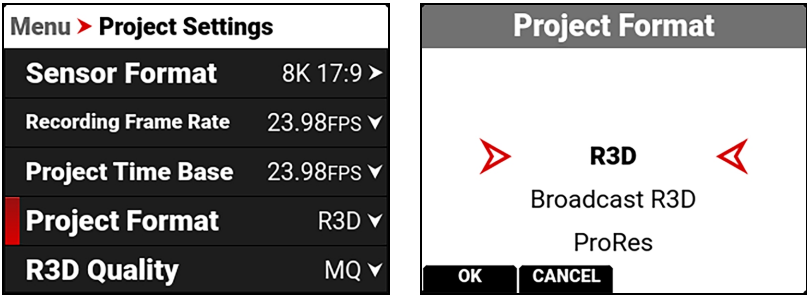 Menu Project Settings
Sensor Format 8K 17:9
Recording Frame Rate 23.98FPS
Project Time Base 23.98FPS
Project Format R3D
R3D Quality MQ
Project Format
R3D
Broadcast R3D
ProRes
OK CANCEL